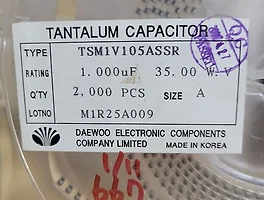 TANTALUM CAPACITOR
TYPE TSM1V105ASSR
RATING 1.000uF 35.00 W.
Q'TY 2,000 PCS SIZE A
LOTNO M1R25A009
DAEWOO ELECTRONIC COMPONENTS
COMPANY LIMITED MADE IN KOREA